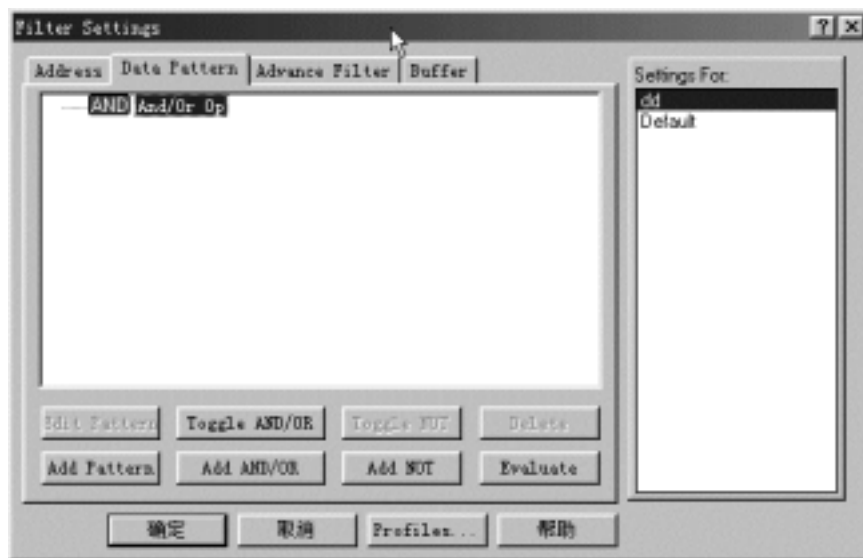 Filter Settings
Address Data Pattern Advance Filter Buffer
AND And/Or Op
Settings For:
dd
Default
Edit Pattern Toggle AND/OR Toggle NOT Delete
Add Pattern Add AND/OR Add NOT Evaluate
确定 取消 Profiles... 帮助